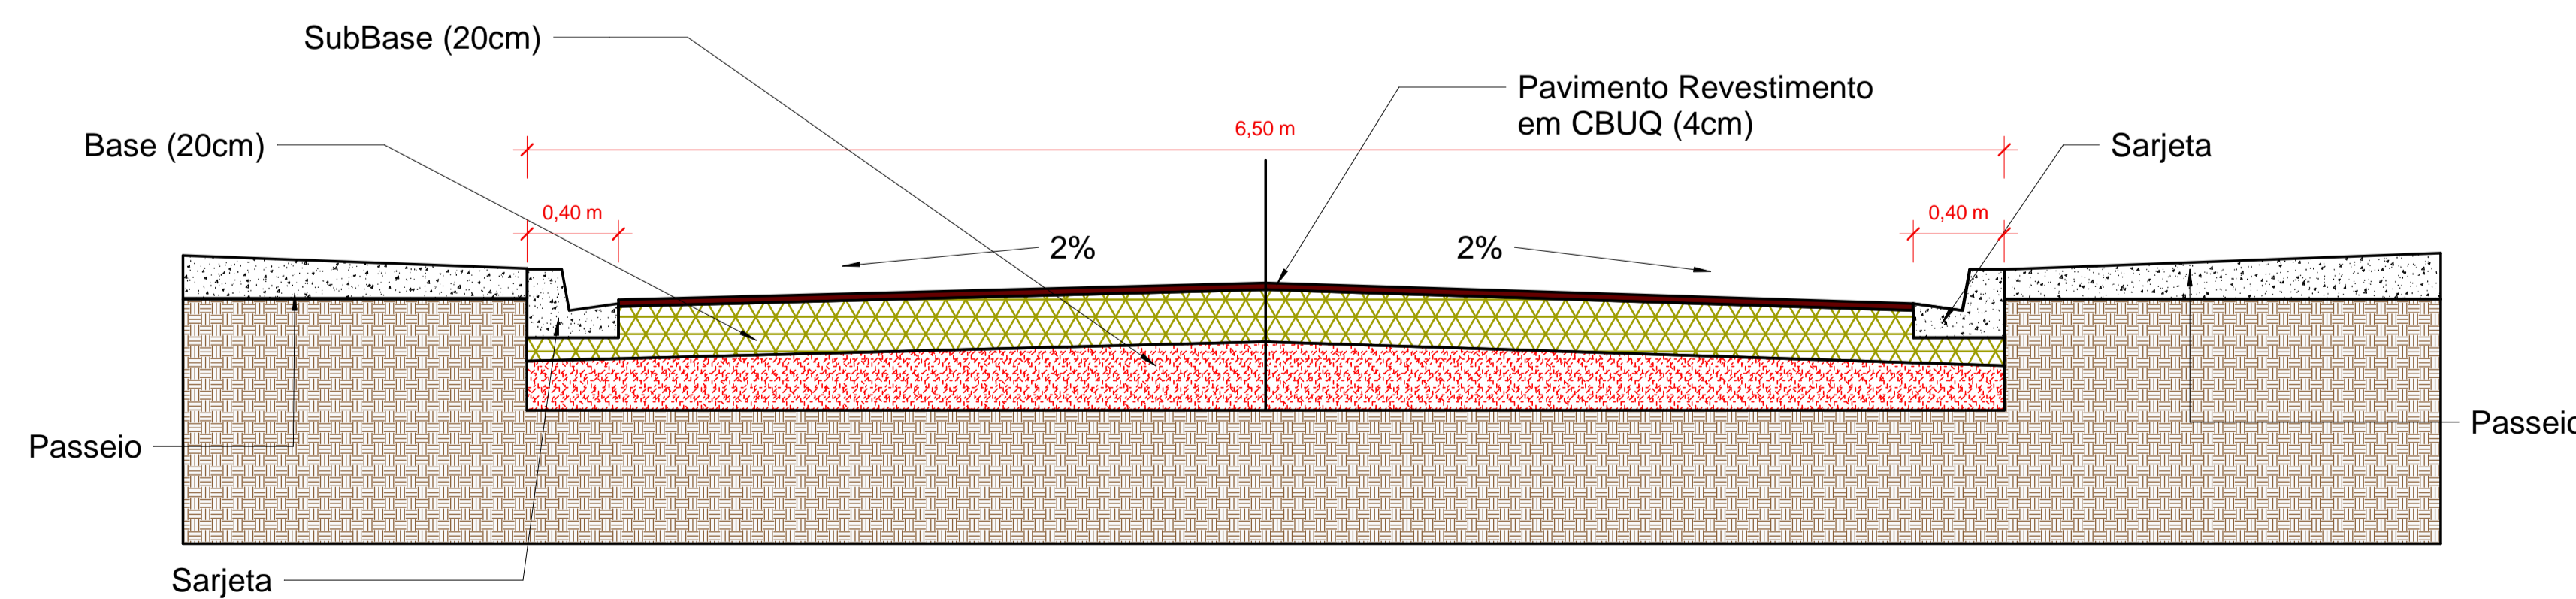 SubBase (20cm)
Pavimento Revestimento
em CBUQ (4cm)
6,50 m
Base (20cm)
Sarjeta
0,40 m
0,40 m
2%
2%
Passeio
Passeio
Sarjeta